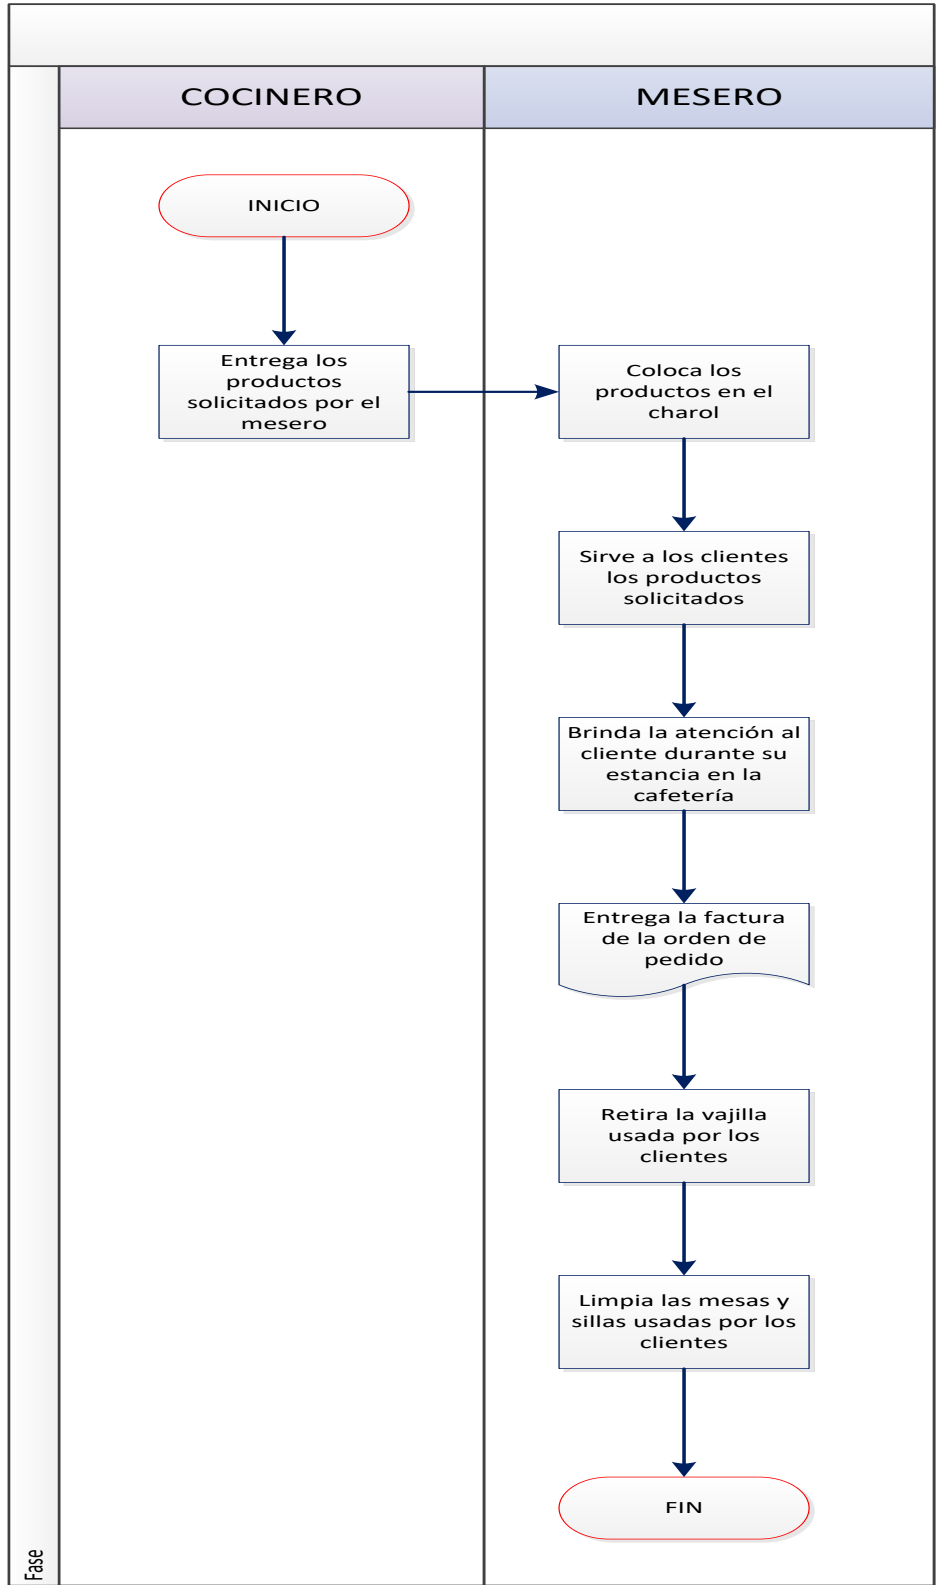 COCINERO
MESERO
INICIO
Entrega los
productos
solicitados por el
mesero
Coloca los
productos en el
charol
Sirve a los clientes
los productos
solicitados
Brinda la atención al
cliente durante su
estancia en la
cafetería
Entrega la factura
de la orden de
pedido
Retira la vajilla
usada por los
clientes
Limpia las mesas y
sillas usadas por los
clientes
FIN
Fase